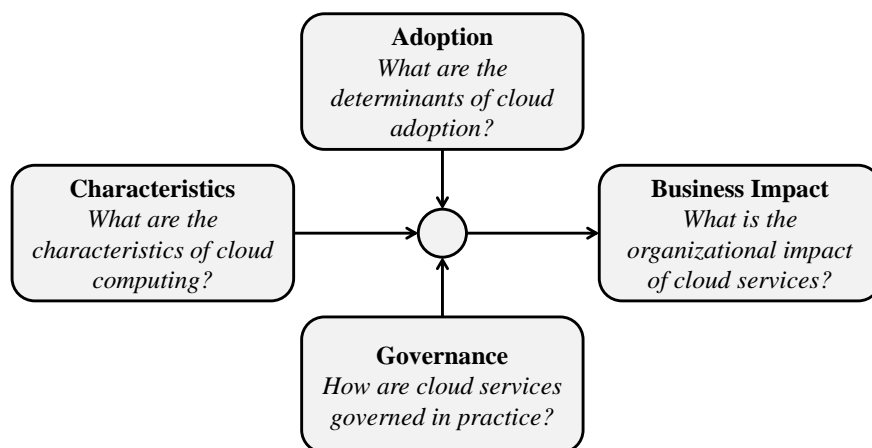 Adoption
What are the
determinants of cloud
adoption?
Characteristics
What are the
characteristics of cloud
computing?
Business Impact
What is the
organizational impact
of cloud services?
Governance
How are cloud services
governed in practice?